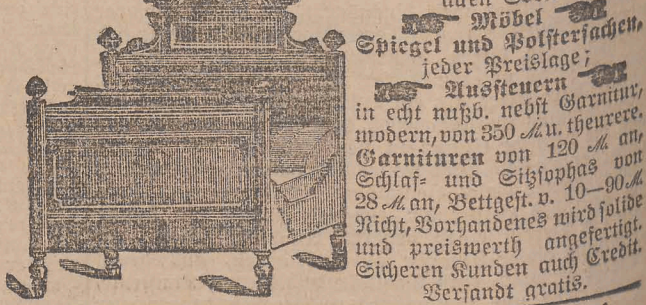 Möbel
Spiegel und Polstersachen,
jeder Preislage;
Aussteuern
in echt nußb. nebst Garnitur,
modern, von 350 M. u. theurere.
Garnituren von 120 M. an,
Schlaf- und Sitzsophas von
28 M. an, Bettgest. v. 10—90 M.
Nicht, Vorhandenes wird solide
und preiswerth angefertigt.
Sicheren Kunden auch Credit.
Versandt gratis.